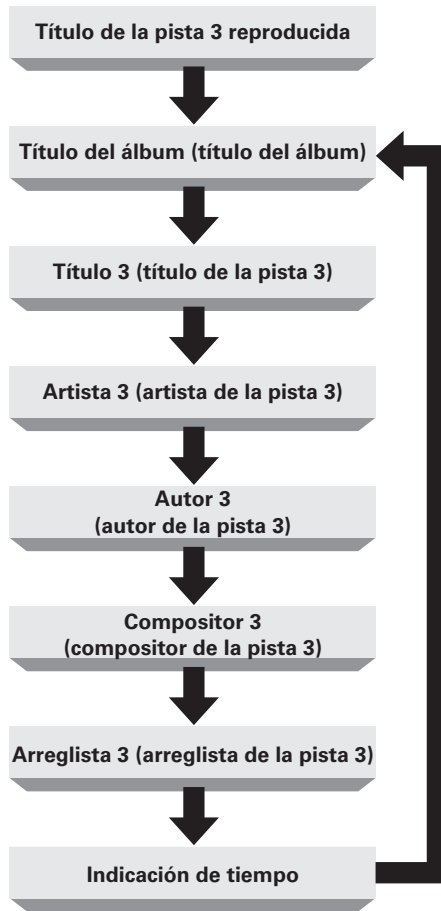 Título de la pista 3 reproducida
Título del álbum (título del álbum)
Título 3 (título de la pista 3)
Artista 3 (artista de la pista 3)
Autor 3
(autor de la pista 3)
Compositor 3
(compositor de la pista 3)
Arreglista 3 (arreglista de la pista 3)
Indicación de tiempo